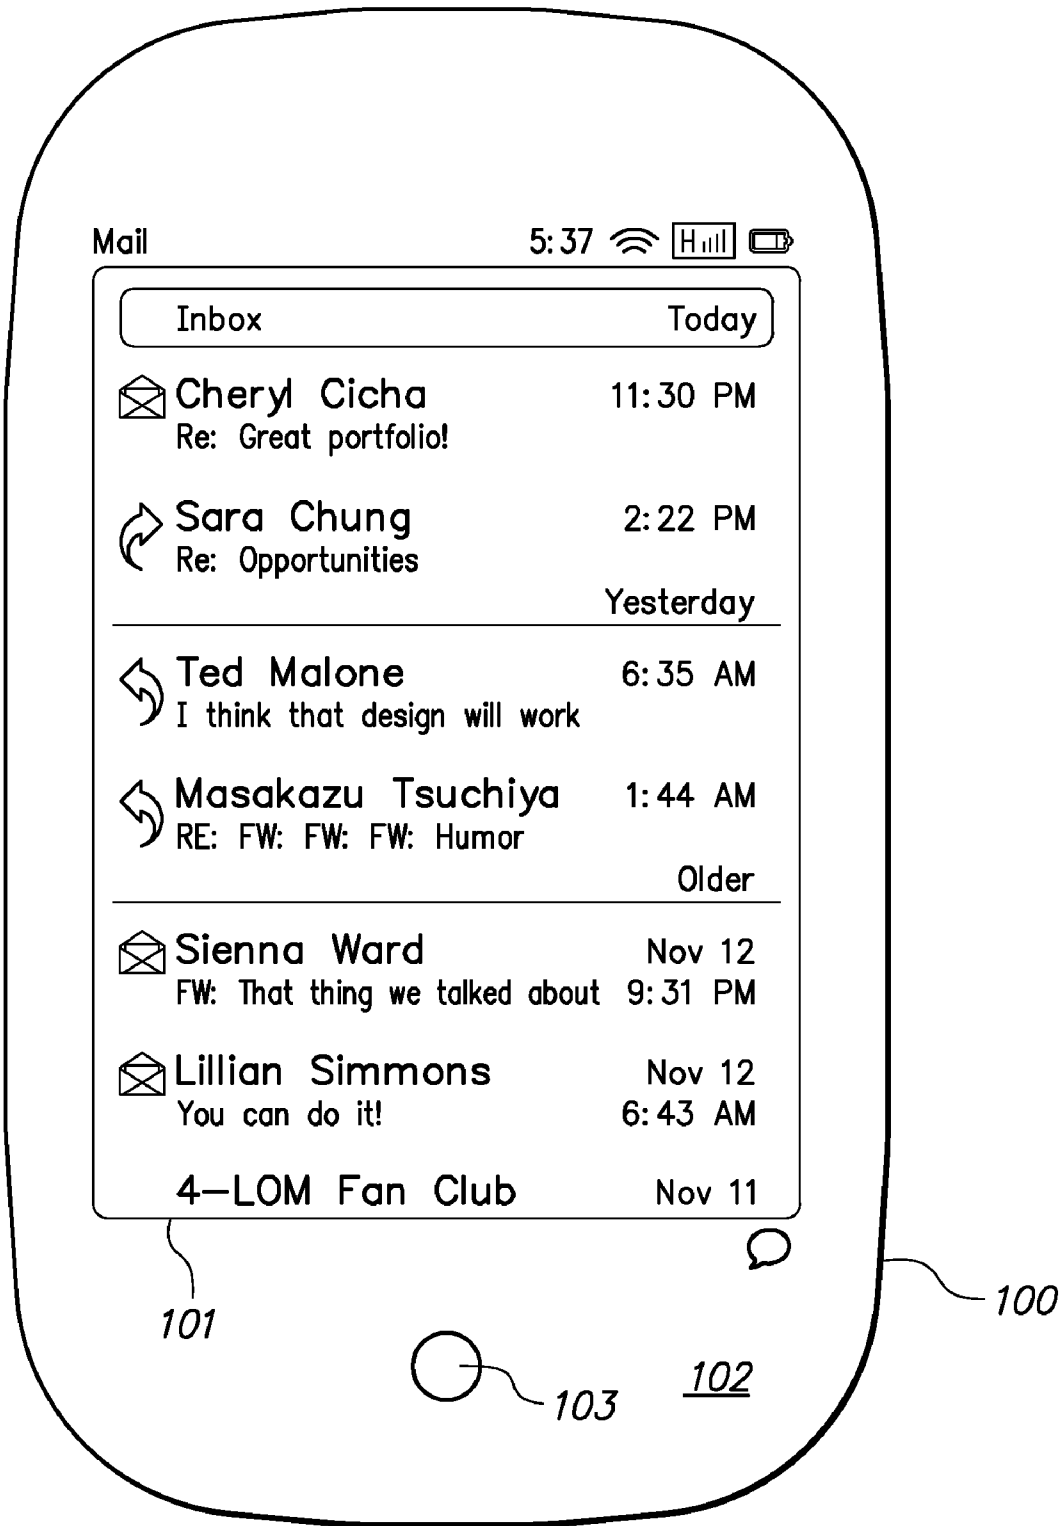 Mail 5:37 H
Inbox Today
Cheryl Cicha 11:30 PM
Re: Great portfolio!
Sara Chung 2:22 PM
Re: Opportunities
Yesterday
Ted Malone 6:35 AM
I think that design will work
Masakazu Tsuchiya 1:44 AM
RE: FW: FW: FW: Humor
Older
Sienna Ward Nov 12
FW: That thing we talked about 9:31 PM
Lillian Simmons Nov 12
You can do it! 6:43 AM
4-LOM Fan Club Nov 11
101
100
102
103